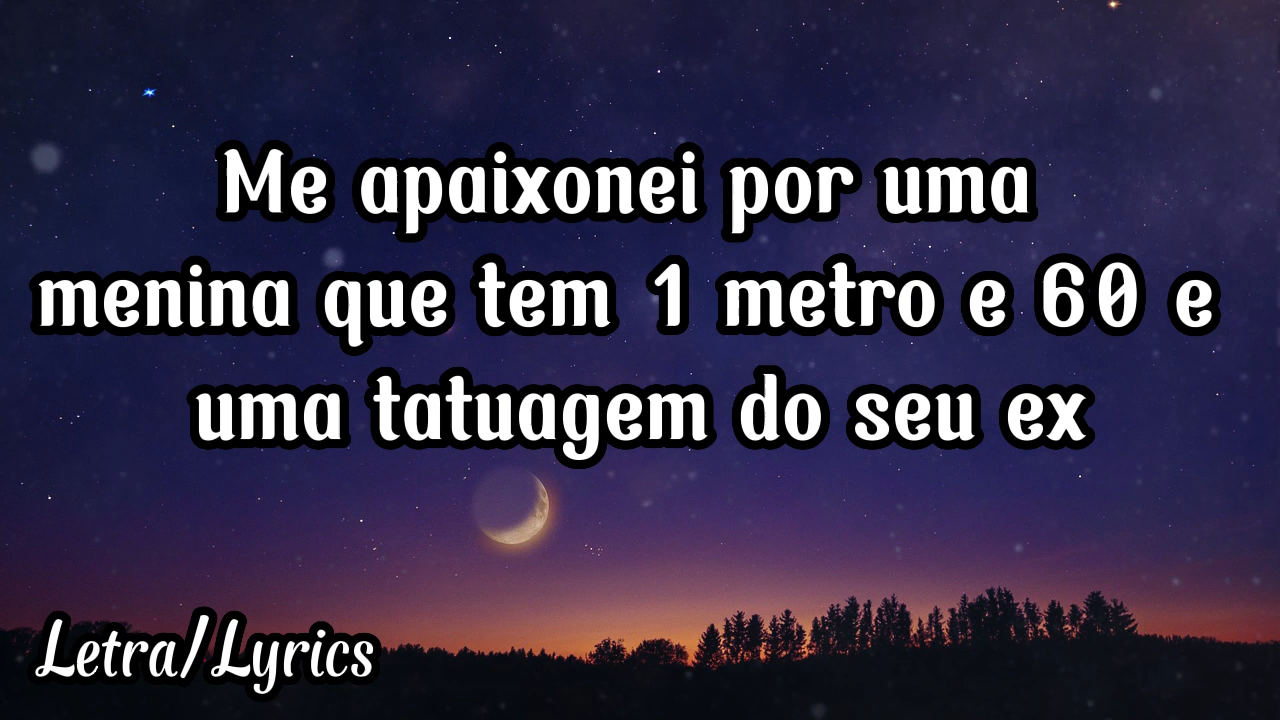 Me apaixonei por uma
menina que tem 1 metro e 60 e
uma tatuagem do seu ex
Letra/Lyrics